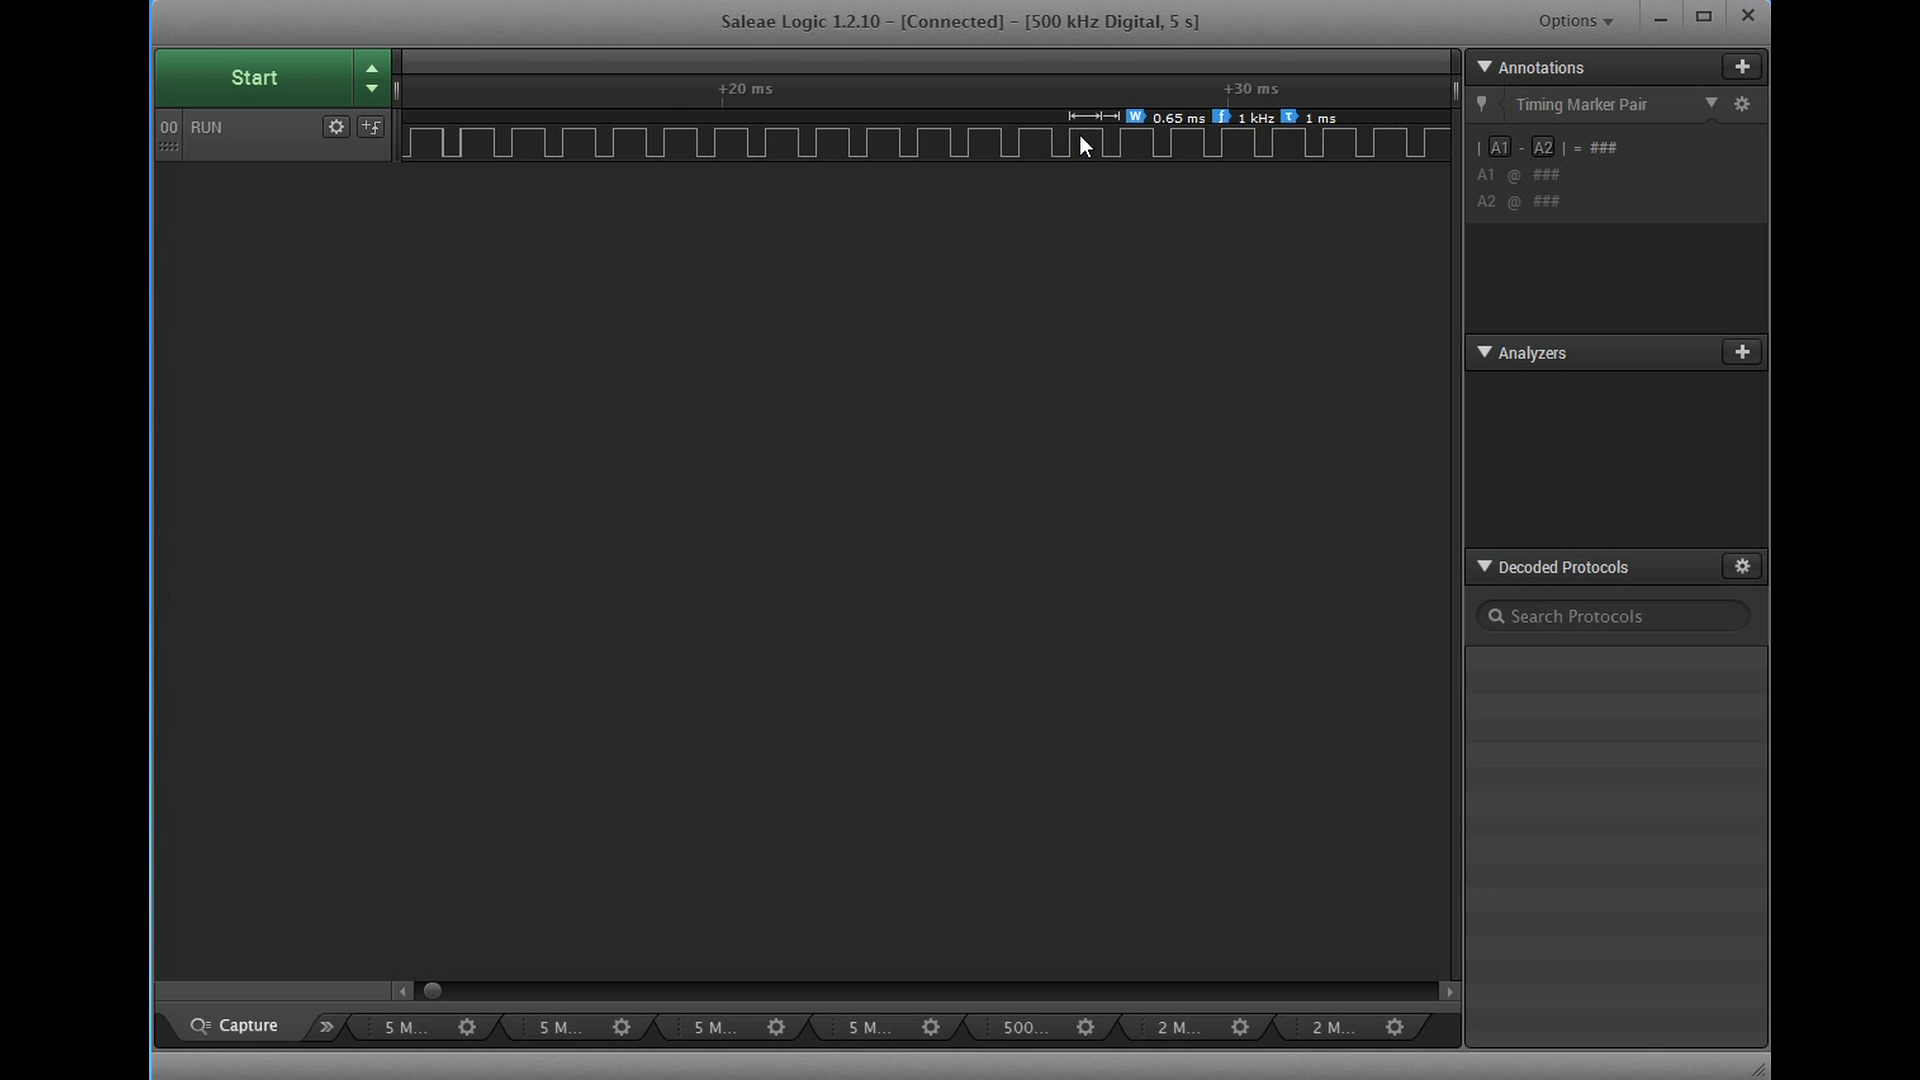 Saleae Logic 1.2.10 - [Connected] - [500 kHz Digital, 5 s]
Options
Start
+20 ms
+30 ms
W 0.65 ms f 1 kHz T 1 ms
00 RUN
Annotations
Timing Marker Pair
| A1 - A2 | = ###
A1 @ ###
A2 @ ###
Analyzers
Decoded Protocols
Search Protocols
Capture
5 M...
5 M...
5 M...
5 M...
500...
2 M...
2 M...